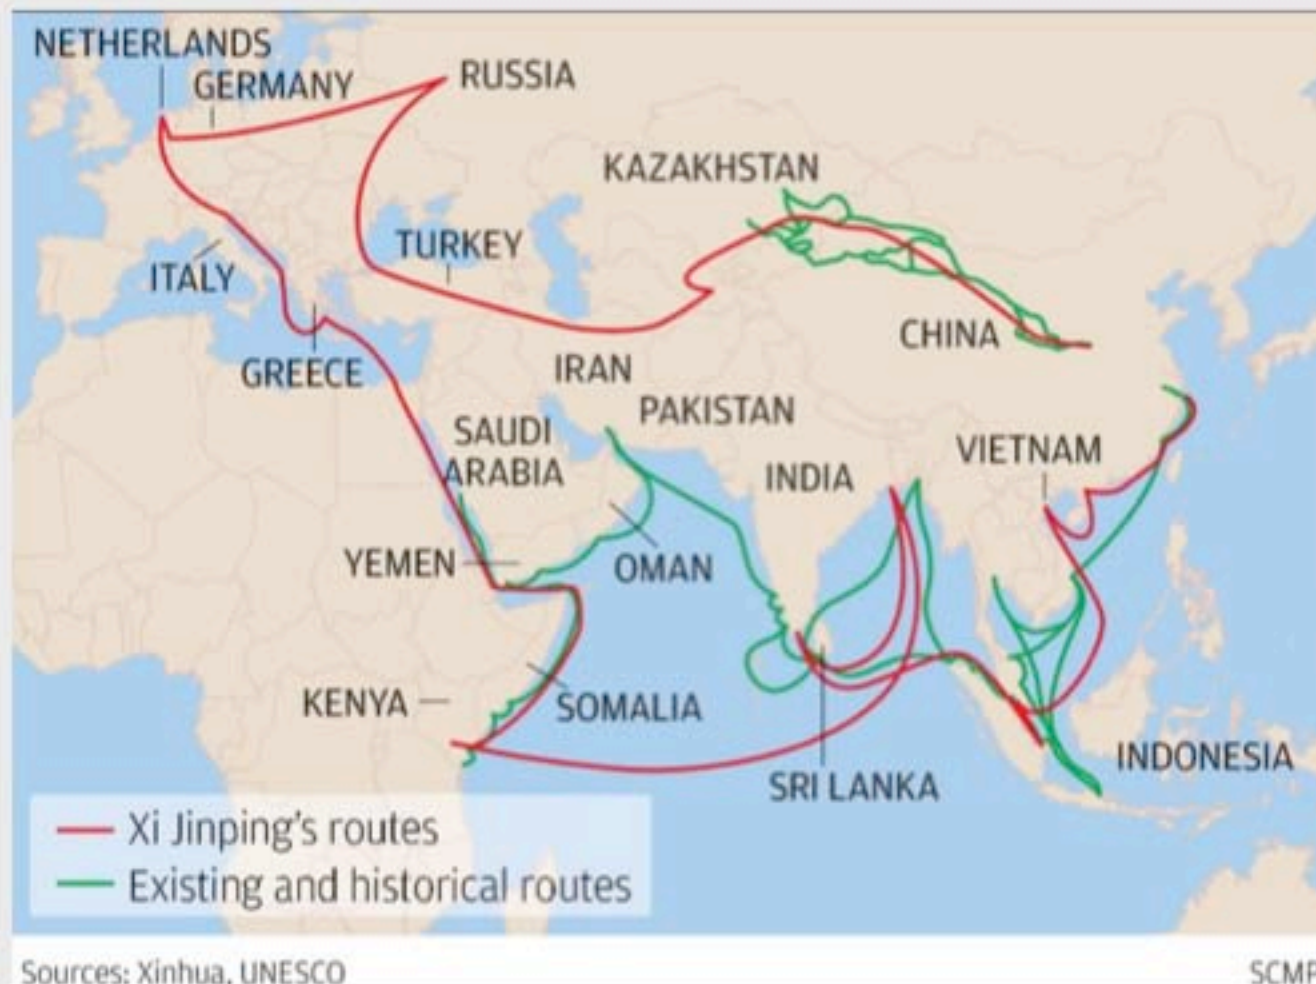 NETHERLANDS
GERMANY
RUSSIA
KAZAKHSTAN
TURKEY
ITALY
GREECE
CHINA
IRAN
PAKISTAN
SAUDI
ARABIA
INDIA
VIETNAM
YEMEN
OMAN
KENYA
SOMALIA
SRI LANKA
INDONESIA
Xi Jinping's routes
Existing and historical routes
Sources: Xinhua, UNESCO
SCMP